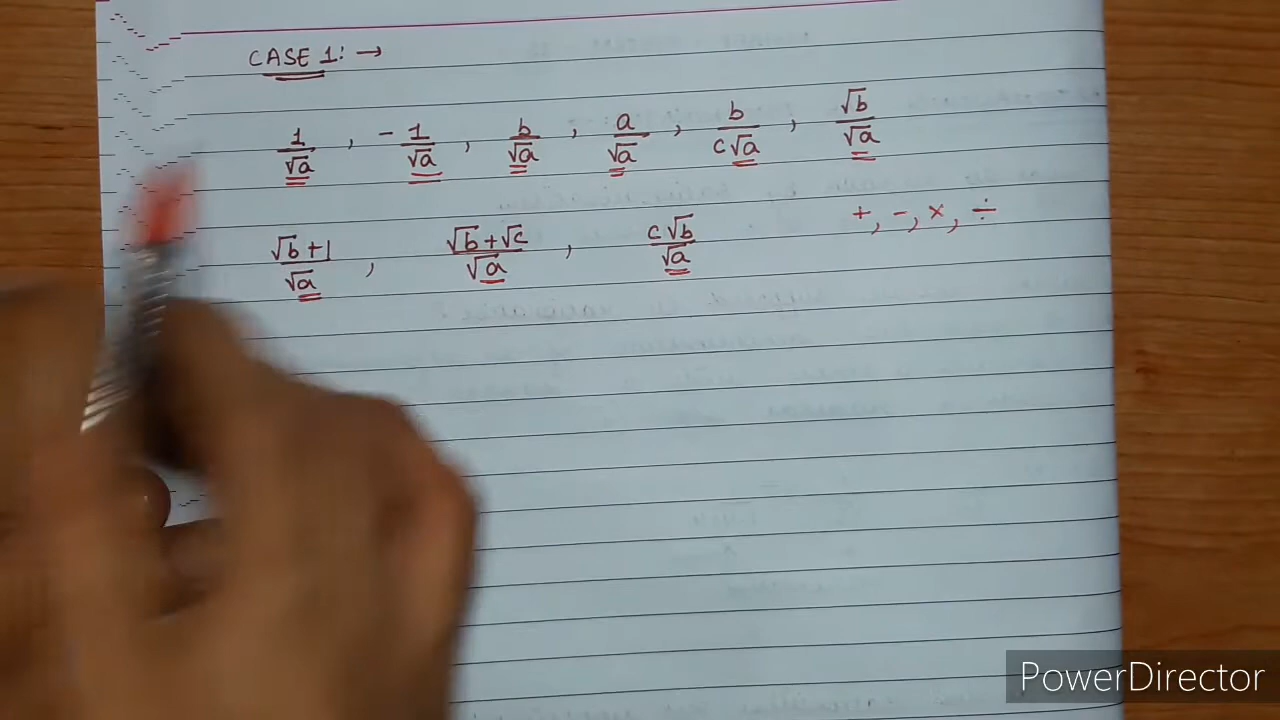 CASE 1: →
1/√a , -1/√a , b/√a , a/√a , b/c√a , √b/√a
+, -, ×, ÷
√b+1/√a , √b+√c/√a , c√b/√a
PowerDirector